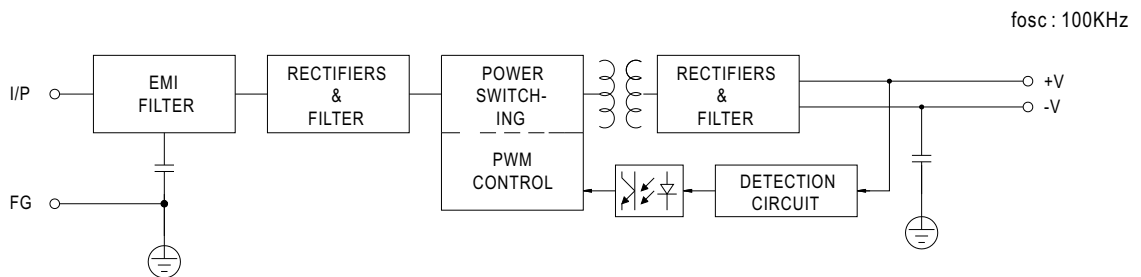 fosc : 100KHz
I/P
EMI
FILTER
RECTIFIERS
&
FILTER
POWER
SWITCH-
ING
PWM
CONTROL
RECTIFIERS
&
FILTER
+V
-V
DETECTION
CIRCUIT
FG